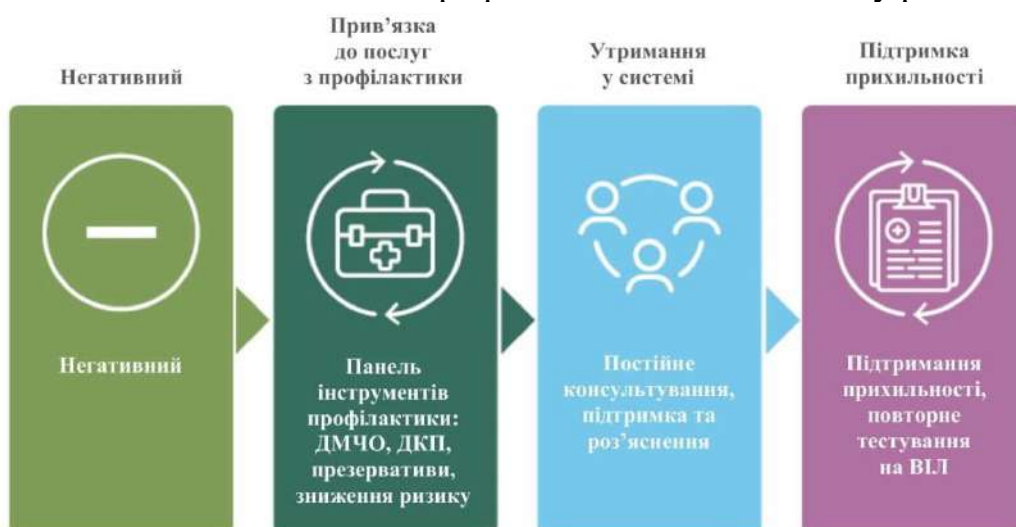 Негативний
Прив’язка
до послуг
з профілактики
Утримання
у системі
Підтримка
прихильності
Негативний
Панель
інструментів
профілактики:
ДМЧО, ДКП,
презервативи,
зниження ризику
Постійне
консультування,
підтримка та
роз’яснення
Підтримання
прихильності,
повторне
тестування
на ВІЛ